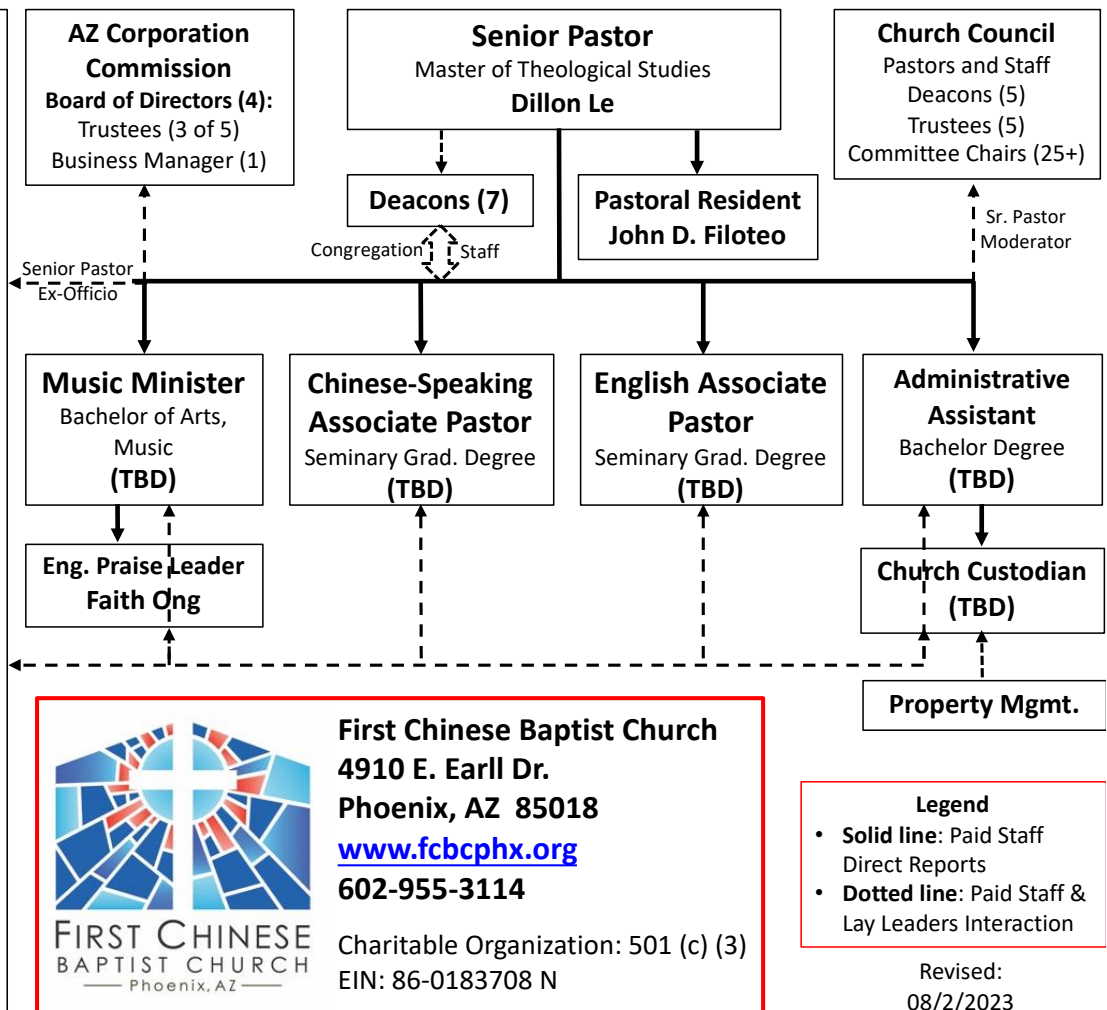 AZ Corporation
Commission
Board of Directors (4):
Trustees (3 of 5)
Business Manager (1)
Senior Pastor
Master of Theological Studies
Dillon Le
Church Council
Pastors and Staff
Deacons (5)
Trustees (5)
Committee Chairs (25+)
Deacons (7)
Pastoral Resident
John D. Filoteo
Congregation
Staff
Sr. Pastor
Moderator
Senior Pastor
Ex-Officio
Music Minister
Bachelor of Arts,
Music
(TBD)
Chinese-Speaking
Associate Pastor
Seminary Grad. Degree
(TBD)
English Associate
Pastor
Seminary Grad. Degree
(TBD)
Administrative
Assistant
Bachelor Degree
(TBD)
Eng. Praise Leader
Faith Ong
Church Custodian
(TBD)
Property Mgmt.
FIRST CHINESE
BAPTIST CHURCH
Phoenix, AZ
First Chinese Baptist Church
4910 E. Earll Dr.
Phoenix, AZ 85018
www.fcbcphx.org
602-955-3114
Charitable Organization: 501 (c) (3)
EIN: 86-0183708 N
Legend
• Solid line: Paid Staff
Direct Reports
• Dotted line: Paid Staff &
Lay Leaders Interaction
Revised:
08/2/2023